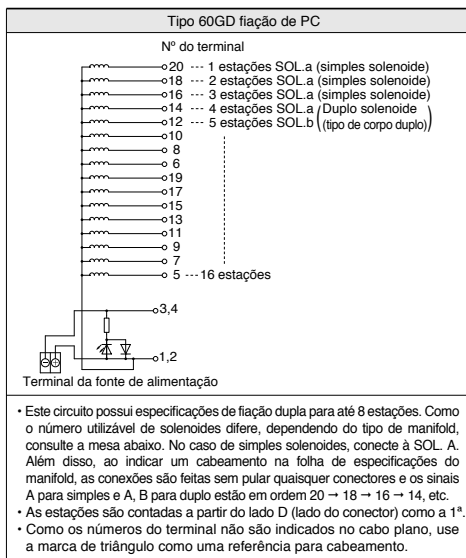 Tipo 60GD fiação de PC
Nº do terminal
20 --- 1 estações SOL.a (simples solenoide)
18 --- 2 estações SOL.a (simples solenoide)
16 --- 3 estações SOL.a (simples solenoide)
14 --- 4 estações SOL.a (Duplo solenoide
12 --- 5 estações SOL.b (tipo de corpo duplo))
10
8
6
19
17
15
13
11
9
7
5 --- 16 estações
3,4
1,2
Terminal da fonte de alimentação
• Este circuito possui especificações de fiação dupla para até 8 estações. Como
o número utilizável de solenoides difere, dependendo do tipo de manifold,
consulte a mesa abaixo. No caso de simples solenoides, conecte à SOL. A.
Além disso, ao indicar um cabeamento na folha de especificações do
manifold, as conexões são feitas sem pular quaisquer conectores e os sinais
A para simples e A, B para duplo estão em ordem 20 → 18 → 16 → 14, etc.
• As estações são contadas a partir do lado D (lado do conector) como a 1ª.
• Como os números do terminal não são indicados no cabo plano, use
a marca de triângulo como uma referência para cabeamento.